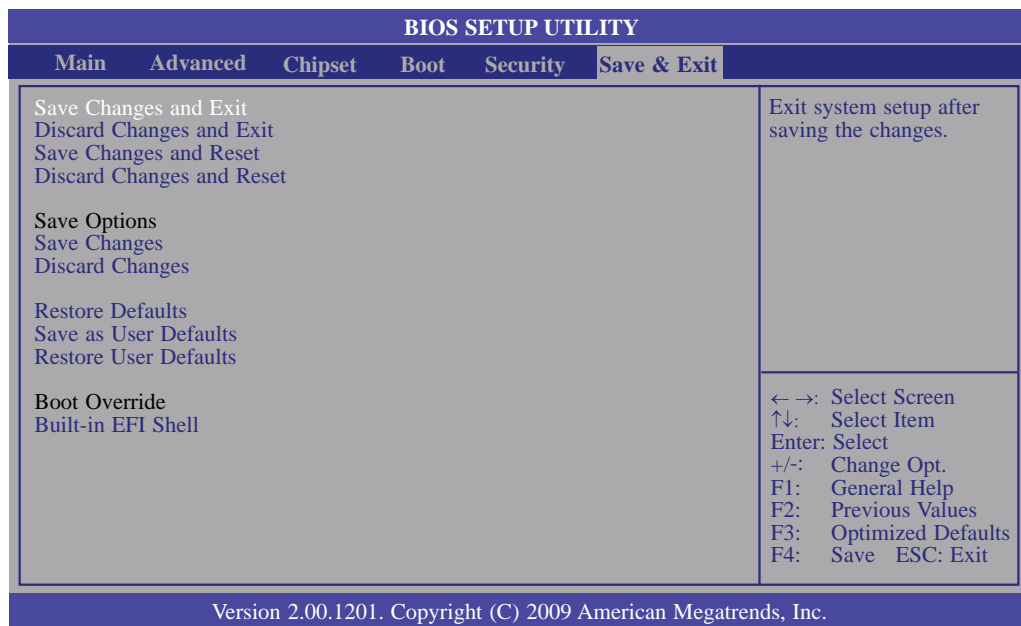 BIOS SETUP UTILITY
Main Advanced Chipset Boot Security Save & Exit
Save Changes and Exit
Discard Changes and Exit
Save Changes and Reset
Discard Changes and Reset
Save Options
Save Changes
Discard Changes
Restore Defaults
Save as User Defaults
Restore User Defaults
Boot Override
Built-in EFI Shell
Exit system setup after
saving the changes.
← →: Select Screen
↑↓: Select Item
Enter: Select
+/-: Change Opt.
F1: General Help
F2: Previous Values
F3: Optimized Defaults
F4: Save ESC: Exit
Version 2.00.1201. Copyright (C) 2009 American Megatrends, Inc.